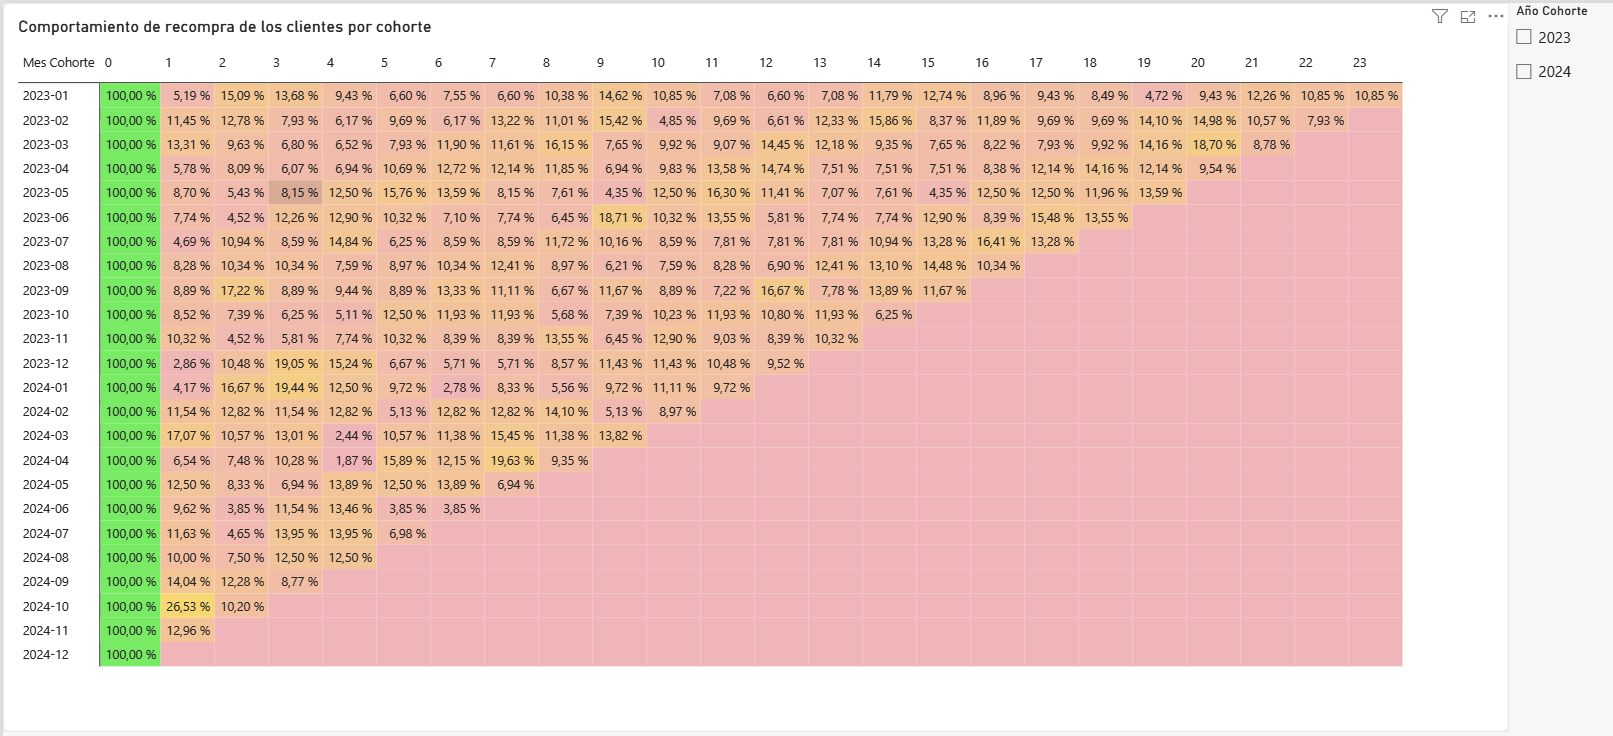 Comportamiento de recompra de los clientes por cohorte
Mes Cohorte 0 1 2 3 4 5 6 7 8 9 10 11 12 13 14 15 16 17 18 19 20 21 22 23
2023-01 100,00 % 5,19 % 15,09 % 13,68 % 9,43 % 6,60 % 7,55 % 6,60 % 10,38 % 14,62 % 10,85 % 7,08 % 6,60 % 7,08 % 11,79 % 12,74 % 8,96 % 9,43 % 8,49 % 4,72 % 9,43 % 12,26 % 10,85 % 10,85 %
2023-02 100,00 % 11,45 % 12,78 % 7,93 % 6,17 % 9,69 % 6,17 % 13,22 % 11,01 % 15,42 % 4,85 % 9,69 % 6,61 % 12,33 % 15,86 % 8,37 % 11,89 % 9,69 % 9,69 % 14,10 % 14,98 % 10,57 % 7,93 %
2023-03 100,00 % 13,31 % 9,63 % 6,80 % 6,52 % 7,93 % 11,90 % 11,61 % 16,15 % 7,65 % 9,92 % 9,07 % 14,45 % 12,18 % 9,35 % 7,65 % 8,22 % 7,93 % 9,92 % 14,16 % 18,70 % 8,78 %
2023-04 100,00 % 5,78 % 8,09 % 6,07 % 6,94 % 10,69 % 12,72 % 12,14 % 11,85 % 6,94 % 9,83 % 13,58 % 14,74 % 7,51 % 7,51 % 7,51 % 8,38 % 12,14 % 14,16 % 12,14 % 9,54 %
2023-05 100,00 % 8,70 % 5,43 % 8,15 % 12,50 % 15,76 % 13,59 % 8,15 % 7,61 % 4,35 % 12,50 % 16,30 % 11,41 % 7,07 % 7,61 % 4,35 % 12,50 % 12,50 % 11,96 % 13,59 %
2023-06 100,00 % 7,74 % 4,52 % 12,26 % 12,90 % 10,32 % 7,10 % 7,74 % 6,45 % 18,71 % 10,32 % 13,55 % 5,81 % 7,74 % 7,74 % 12,90 % 8,39 % 15,48 % 13,55 %
2023-07 100,00 % 4,69 % 10,94 % 8,59 % 14,84 % 6,25 % 8,59 % 8,59 % 11,72 % 10,16 % 8,59 % 7,81 % 7,81 % 7,81 % 10,94 % 13,28 % 16,41 % 13,28 %
2023-08 100,00 % 8,28 % 10,34 % 10,34 % 7,59 % 8,97 % 10,34 % 12,41 % 8,97 % 6,21 % 7,59 % 8,28 % 6,90 % 12,41 % 13,10 % 14,48 % 10,34 %
2023-09 100,00 % 8,89 % 17,22 % 8,89 % 9,44 % 8,89 % 13,33 % 11,11 % 6,67 % 11,67 % 8,89 % 7,22 % 16,67 % 7,78 % 13,89 % 11,67 %
2023-10 100,00 % 8,52 % 7,39 % 6,25 % 5,11 % 12,50 % 11,93 % 11,93 % 5,68 % 7,39 % 10,23 % 11,93 % 10,80 % 11,93 % 6,25 %
2023-11 100,00 % 10,32 % 4,52 % 5,81 % 7,74 % 10,32 % 8,39 % 8,39 % 13,55 % 6,45 % 12,90 % 9,03 % 8,39 % 10,32 %
2023-12 100,00 % 2,86 % 10,48 % 19,05 % 15,24 % 6,67 % 5,71 % 5,71 % 8,57 % 11,43 % 11,43 % 10,48 % 9,52 %
2024-01 100,00 % 4,17 % 16,67 % 19,44 % 12,50 % 9,72 % 2,78 % 8,33 % 5,56 % 9,72 % 11,11 % 9,72 %
2024-02 100,00 % 11,54 % 12,82 % 11,54 % 12,82 % 5,13 % 12,82 % 12,82 % 14,10 % 5,13 % 8,97 %
2024-03 100,00 % 17,07 % 10,57 % 13,01 % 2,44 % 10,57 % 11,38 % 15,45 % 11,38 % 13,82 %
2024-04 100,00 % 6,54 % 7,48 % 10,28 % 1,87 % 15,89 % 12,15 % 19,63 % 9,35 %
2024-05 100,00 % 12,50 % 8,33 % 6,94 % 13,89 % 12,50 % 13,89 % 6,94 %
2024-06 100,00 % 9,62 % 3,85 % 11,54 % 13,46 % 3,85 % 3,85 %
2024-07 100,00 % 11,63 % 4,65 % 13,95 % 13,95 % 6,98 %
2024-08 100,00 % 10,00 % 7,50 % 12,50 % 12,50 %
2024-09 100,00 % 14,04 % 12,28 % 8,77 %
2024-10 100,00 % 26,53 % 10,20 %
2024-11 100,00 % 12,96 %
2024-12 100,00 %
Año Cohorte
2023
2024